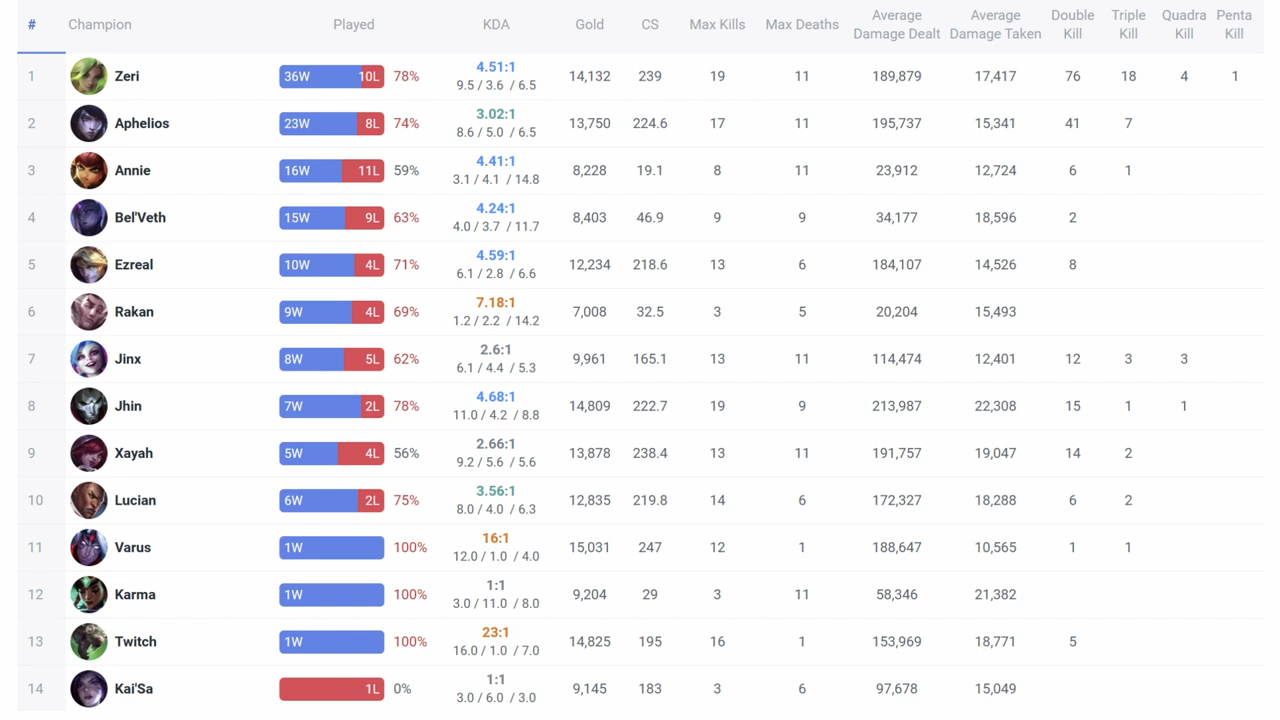 # Champion Played KDA Gold CS Max Kills Max Deaths Average Damage Dealt Average Damage Taken Double Kill Triple Kill Quadra Kill Penta Kill
1 Zeri 36W 10L 78% 4.51:1 9.5 / 3.6 / 6.5 14,132 239 19 11 189,879 17,417 76 18 4 1
2 Aphelios 23W 8L 74% 3.02:1 8.6 / 5.0 / 6.5 13,750 224.6 17 11 195,737 15,341 41 7
3 Annie 16W 11L 59% 4.41:1 3.1 / 4.1 / 14.8 8,228 19.1 8 11 23,912 12,724 6 1
4 Bel'Veth 15W 9L 63% 4.24:1 4.0 / 3.7 / 11.7 8,403 46.9 9 9 34,177 18,596 2
5 Ezreal 10W 4L 71% 4.59:1 6.1 / 2.8 / 6.6 12,234 218.6 13 6 184,107 14,526 8
6 Rakan 9W 4L 69% 7.18:1 1.2 / 2.2 / 14.2 7,008 32.5 3 5 20,204 15,493
7 Jinx 8W 5L 62% 2.6:1 6.1 / 4.4 / 5.3 9,961 165.1 13 11 114,474 12,401 12 3 3
8 Jhin 7W 2L 78% 4.68:1 11.0 / 4.2 / 8.8 14,809 222.7 19 9 213,987 22,308 15 1 1
9 Xayah 5W 4L 56% 2.66:1 9.2 / 5.6 / 5.6 13,878 238.4 13 11 191,757 19,047 14 2
10 Lucian 6W 2L 75% 3.56:1 8.0 / 4.0 / 6.3 12,835 219.8 14 6 172,327 18,288 6 2
11 Varus 1W 100% 16:1 12.0 / 1.0 / 4.0 15,031 247 12 1 188,647 10,565 1 1
12 Karma 1W 100% 1:1 3.0 / 11.0 / 8.0 9,204 29 3 11 58,346 21,382
13 Twitch 1W 100% 23:1 16.0 / 1.0 / 7.0 14,825 195 16 1 153,969 18,771 5
14 Kai'Sa 1L 0% 1:1 3.0 / 6.0 / 3.0 9,145 183 3 6 97,678 15,049